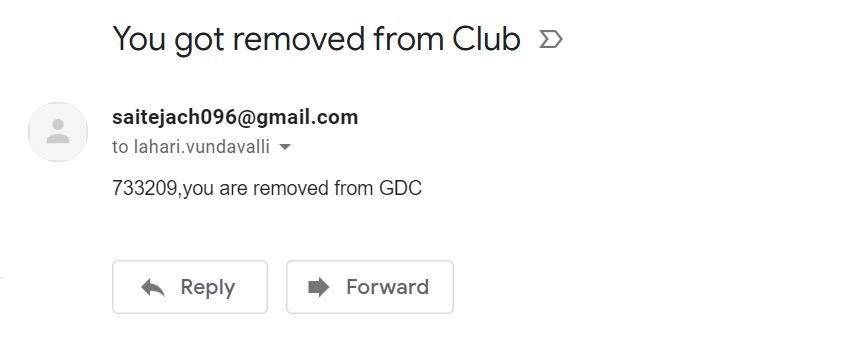 You got removed from Club
saitejach096@gmail.com
to lahari.vundavalli
733209,you are removed from GDC
Reply
Forward